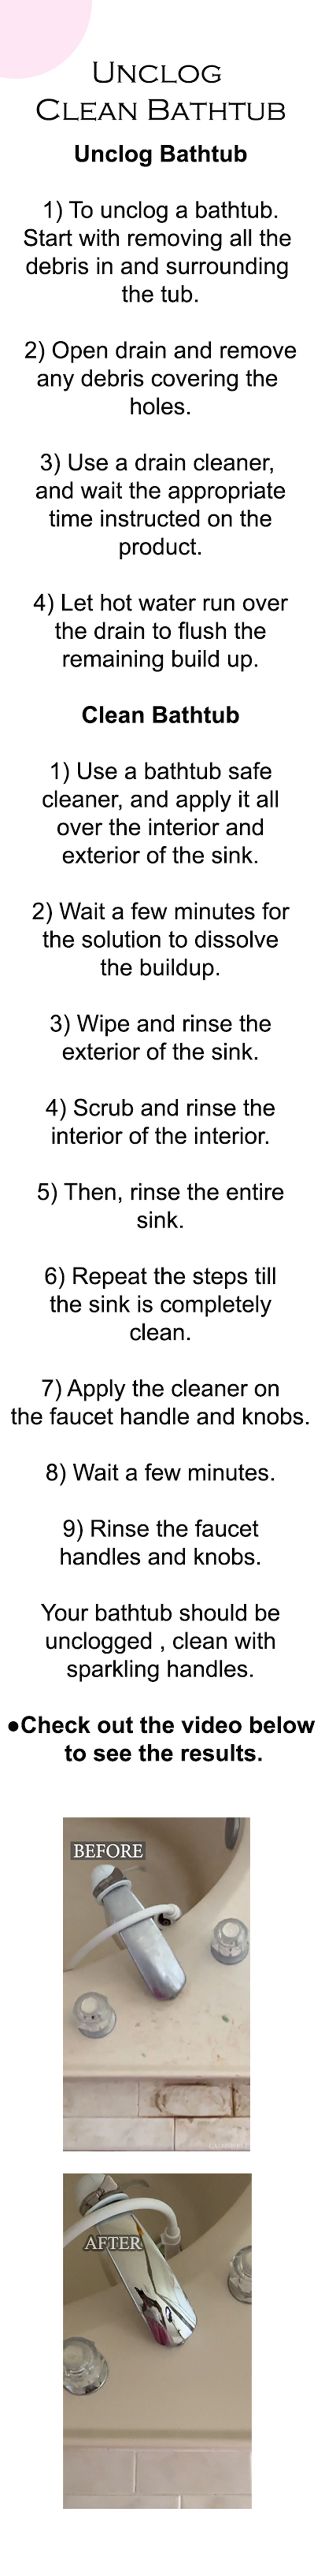 Unclog
Clean Bathtub
Unclog Bathtub
1) To unclog a bathtub.
Start with removing all the
debris in and surrounding
the tub.
2) Open drain and remove
any debris covering the
holes.
3) Use a drain cleaner,
and wait the appropriate
time instructed on the
product.
4) Let hot water run over
the drain to flush the
remaining build up.
Clean Bathtub
1) Use a bathtub safe
cleaner, and apply it all
over the interior and
exterior of the sink.
2) Wait a few minutes for
the solution to dissolve
the buildup.
3) Wipe and rinse the
exterior of the sink.
4) Scrub and rinse the
interior of the interior.
5) Then, rinse the entire
sink.
6) Repeat the steps till
the sink is completely
clean.
7) Apply the cleaner on
the faucet handle and knobs.
8) Wait a few minutes.
9) Rinse the faucet
handles and knobs.
Your bathtub should be
unclogged , clean with
sparkling handles.
●Check out the video below
to see the results.
BEFORE
AFTER